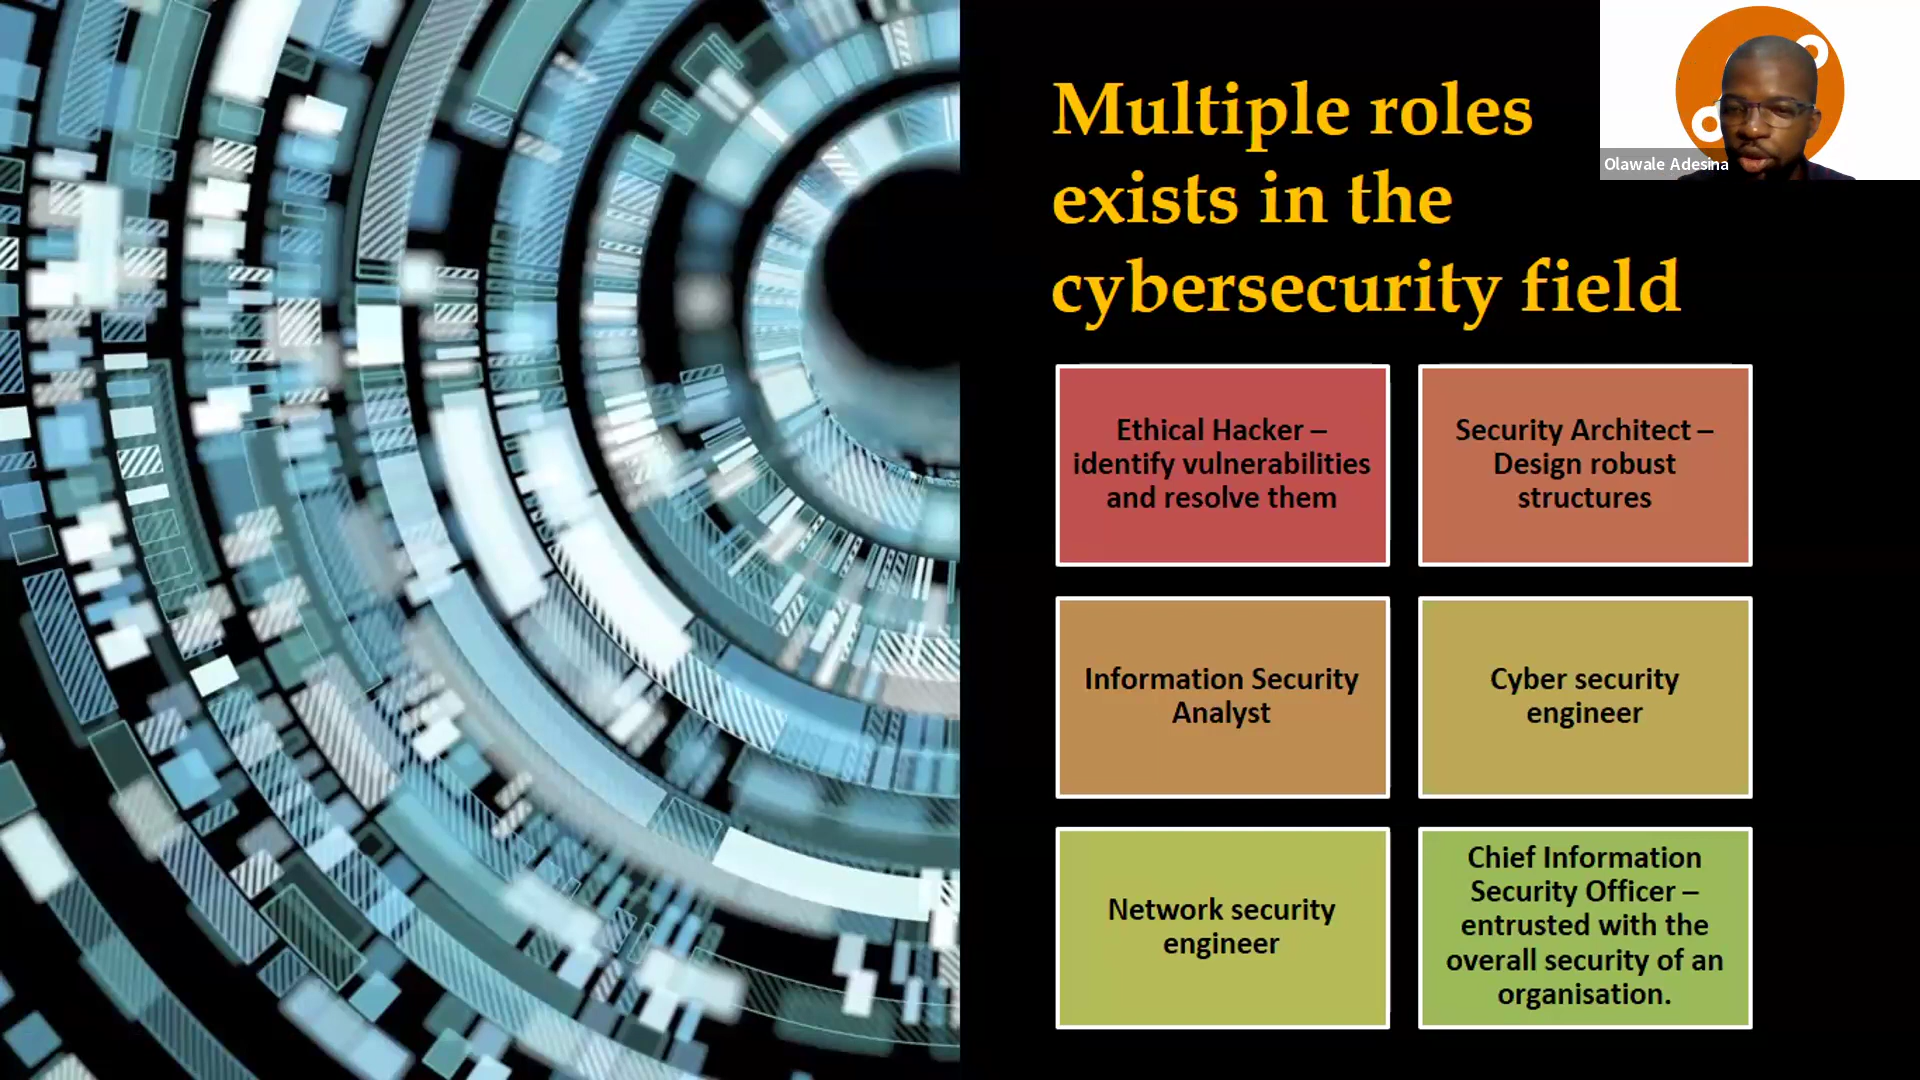 Multiple roles
exists in the
cybersecurity field
Olawale Adesina
Ethical Hacker –
identify vulnerabilities
and resolve them
Security Architect –
Design robust
structures
Information Security
Analyst
Cyber security
engineer
Network security
engineer
Chief Information
Security Officer –
entrusted with the
overall security of an
organisation.